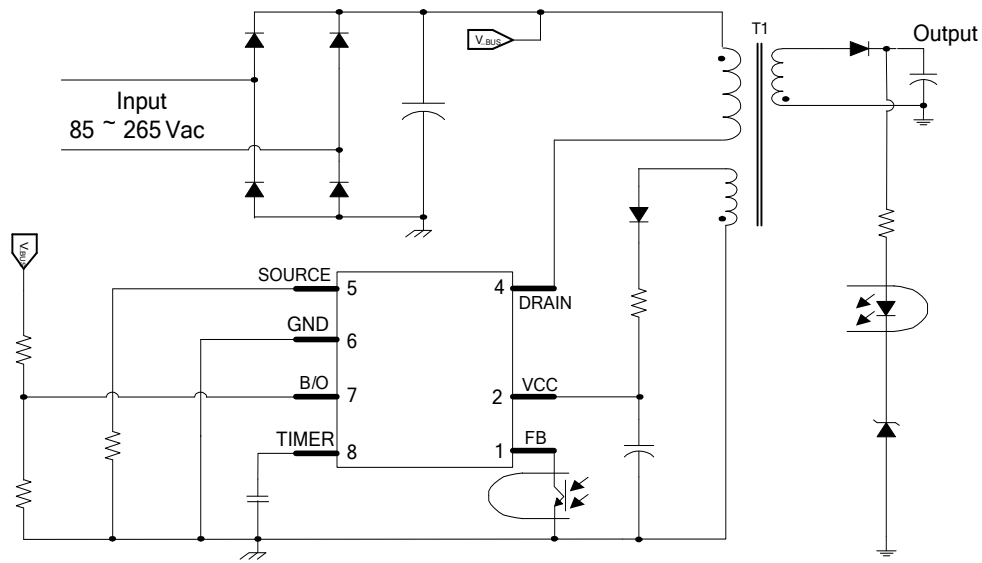 V_BUS
T1
Output
Input
85 ~ 265 Vac
V_BUS
SOURCE
5
4
DRAIN
GND
6
B/O
7
2
VCC
TIMER
8
1
FB